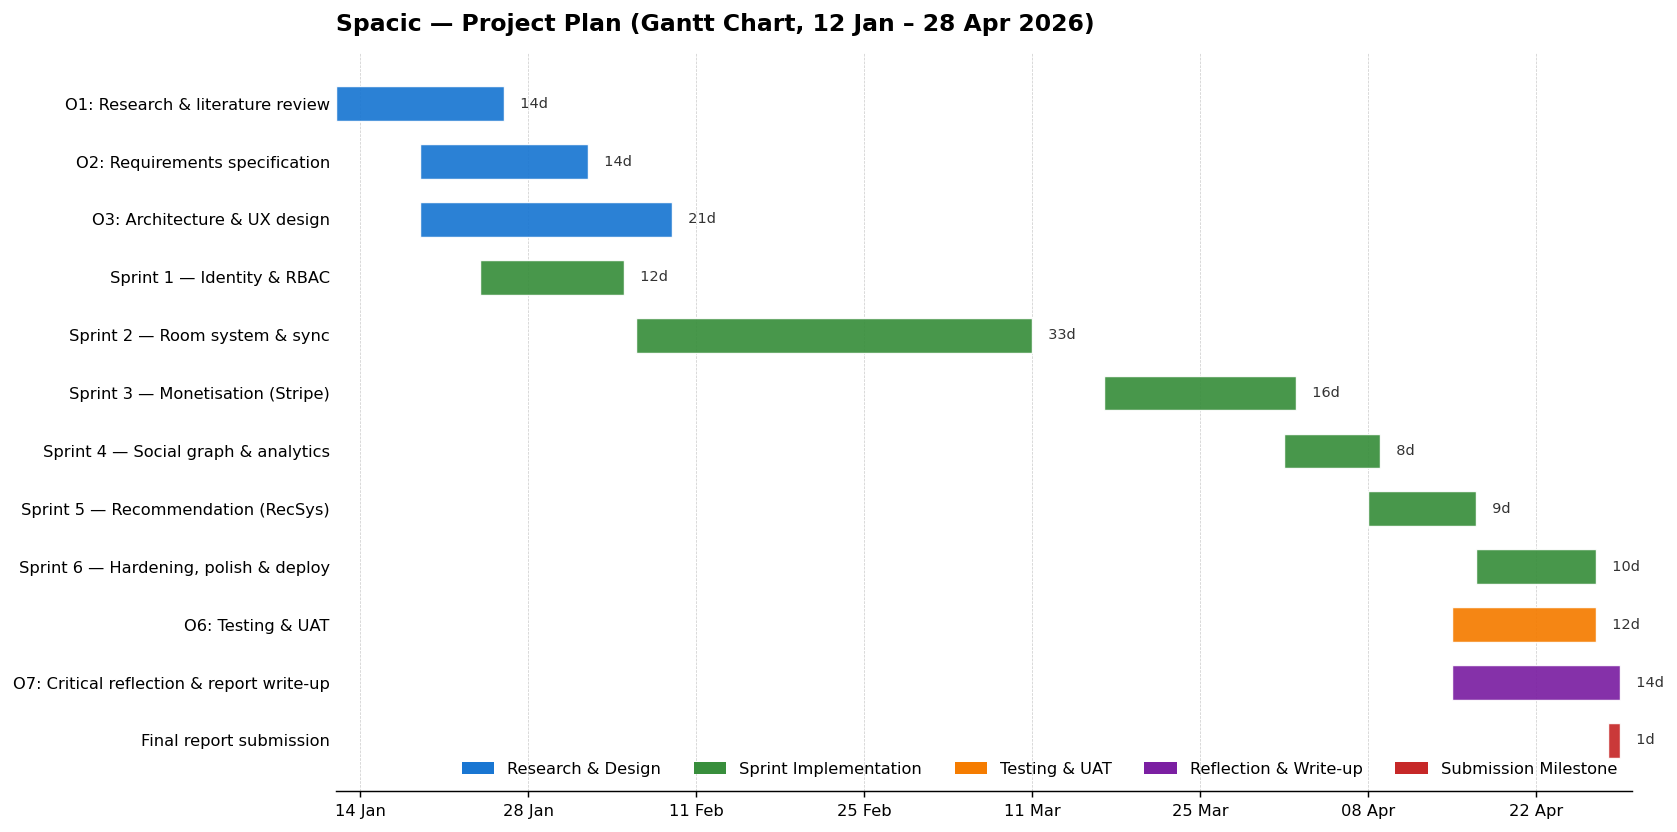 Spacic — Project Plan (Gantt Chart, 12 Jan – 28 Apr 2026)
O1: Research & literature review 14d
O2: Requirements specification 14d
O3: Architecture & UX design 21d
Sprint 1 — Identity & RBAC 12d
Sprint 2 — Room system & sync 33d
Sprint 3 — Monetisation (Stripe) 16d
Sprint 4 — Social graph & analytics 8d
Sprint 5 — Recommendation (RecSys) 9d
Sprint 6 — Hardening, polish & deploy 10d
O6: Testing & UAT 12d
O7: Critical reflection & report write-up 14d
Final report submission 1d
Research & Design Sprint Implementation Testing & UAT Reflection & Write-up Submission Milestone
14 Jan 28 Jan 11 Feb 25 Feb 11 Mar 25 Mar 08 Apr 22 Apr